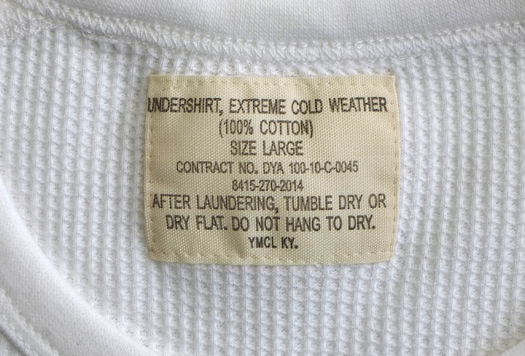 UNDERSHIRT, EXTREME COLD WEATHER
(100% COTTON)
SIZE LARGE
CONTRACT NO. DYA 100-10-C-0045
8415-270-2014
AFTER LAUNDERING, TUMBLE DRY OR
DRY FLAT. DO NOT HANG TO DRY.
YMCL KY.